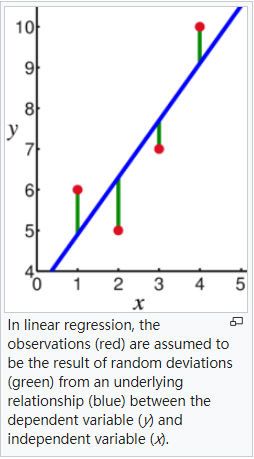 10
9
8
y
7
6
5
4
0 1 2 3 4 5
x
In linear regression, the
observations (red) are assumed to
be the result of random deviations
(green) from an underlying
relationship (blue) between the
dependent variable (y) and
independent variable (x).